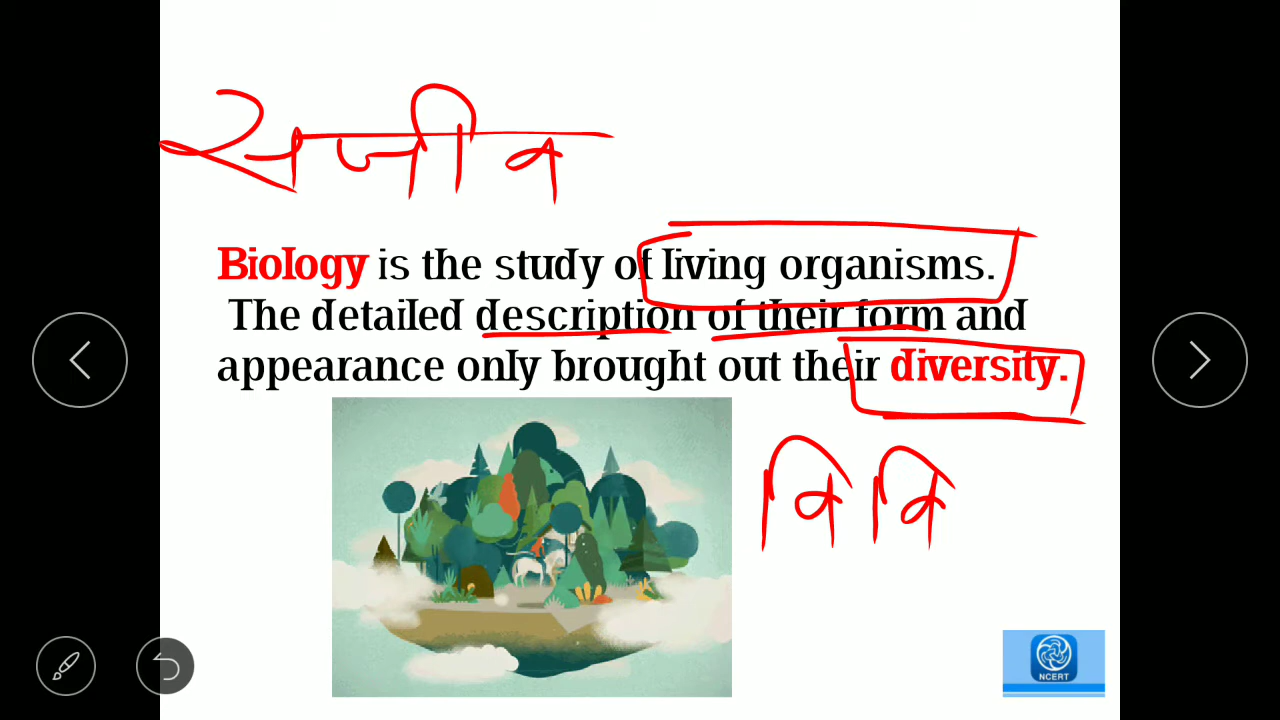 सजीव
Biology is the study of living organisms.
The detailed description of their form and
appearance only brought out their diversity.
विवि
NCERT